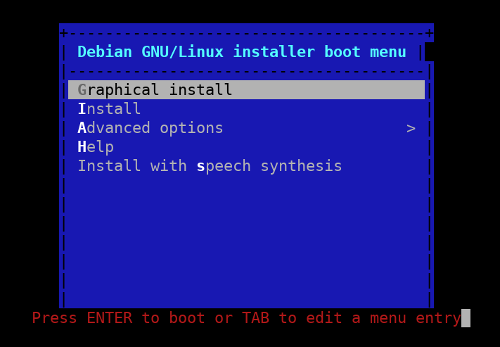 Debian GNU/Linux installer boot menu
Graphical install
Install
Advanced options >
Help
Install with speech synthesis
Press ENTER to boot or TAB to edit a menu entry